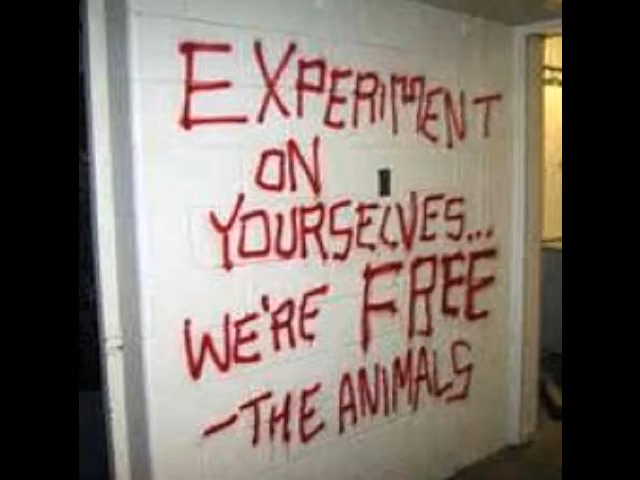 EXPERIMENT
ON
YOURSELVES...
WE'RE FREE
-THE ANIMALS